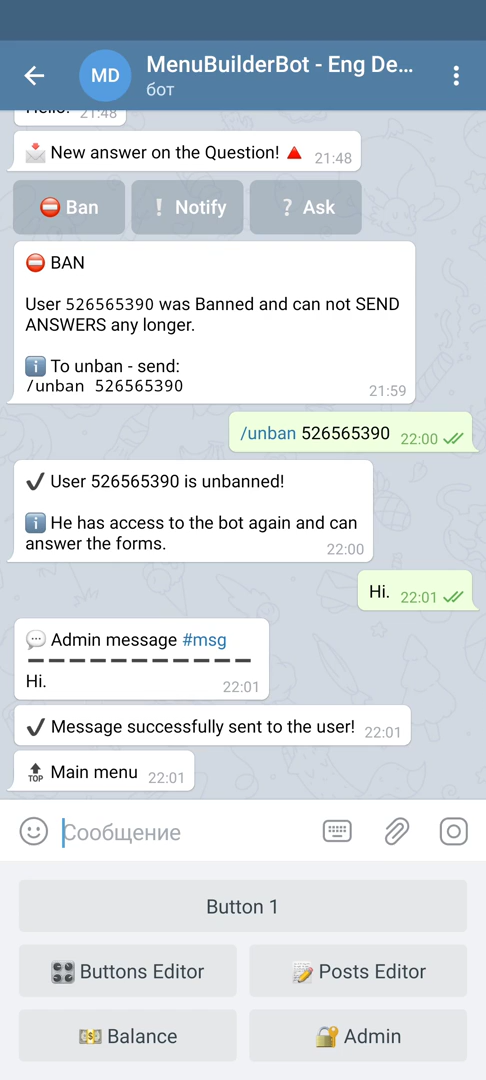 MD
MenuBuilderBot - Eng De...
бот
Hello! 21:48
📩 New answer on the Question! 🔺 21:48
⛔ Ban
❕ Notify
❔ Ask
⛔ BAN
User 526565390 was Banned and can not SEND
ANSWERS any longer.
ℹ️ To unban - send:
/unban 526565390
21:59
/unban 526565390 22:00
✔️ User 526565390 is unbanned!
ℹ️ He has access to the bot again and can
answer the forms.
22:00
Hi. 22:01
💬 Admin message #msg
➖➖➖➖➖➖➖➖➖➖➖
Hi.
22:01
✔️ Message successfully sent to the user! 22:01
🔝 Main menu 22:01
Сообщение
Button 1
🎛 Buttons Editor
📝 Posts Editor
💵 Balance
🔐 Admin